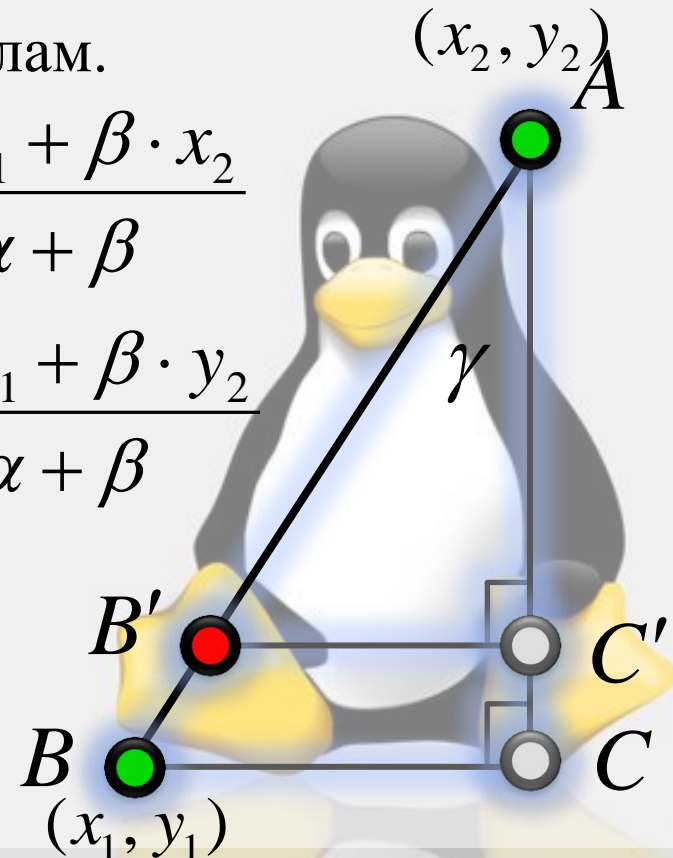 (x₂, y₂)
лам.
A
₁ + β · x₂
α + β
₁ + β · y₂
α + β
γ
B′
C′
B
C
(x₁, y₁)